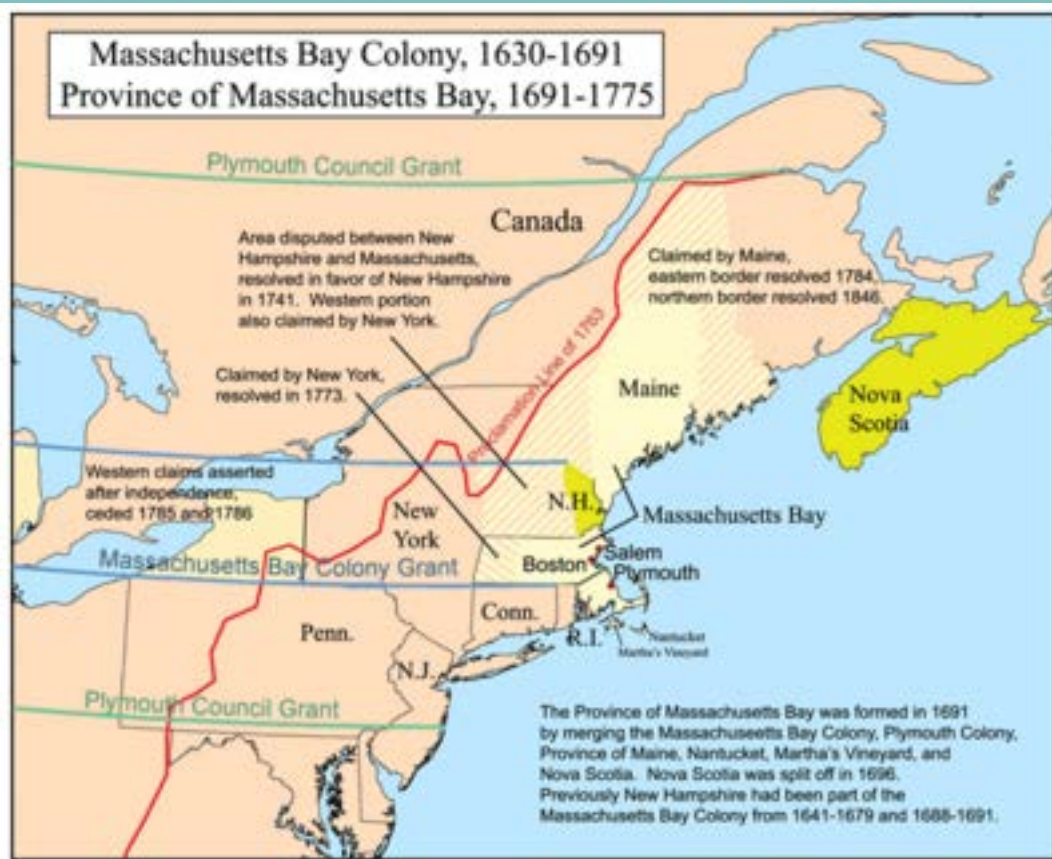 Massachusetts Bay Colony, 1630-1691
Province of Massachusetts Bay, 1691-1775
Plymouth Council Grant
Canada
Area disputed between New
Hampshire and Massachusetts,
resolved in favor of New Hampshire
in 1741. Western portion
also claimed by New York.
Claimed by Maine,
eastern border resolved 1784,
northern border resolved 1846.
Claimed by New York,
resolved in 1773.
Proclamation Line of 1763
Maine
Nova
Scotia
Western claims asserted
after independence,
ceded 1785 and 1786
New
York
N.H.
Massachusetts Bay
Massachusetts Bay Colony Grant
Boston
Salem
Plymouth
Conn.
R.I.
Nantucket
Martha's Vineyard
Penn.
N.J.
Plymouth Council Grant
The Province of Massachusetts Bay was formed in 1691
by merging the Massachuseetts Bay Colony, Plymouth Colony,
Province of Maine, Nantucket, Martha's Vineyard, and
Nova Scotia. Nova Scotia was split off in 1696.
Previously New Hampshire had been part of the
Massachusetts Bay Colony from 1641-1679 and 1688-1691.